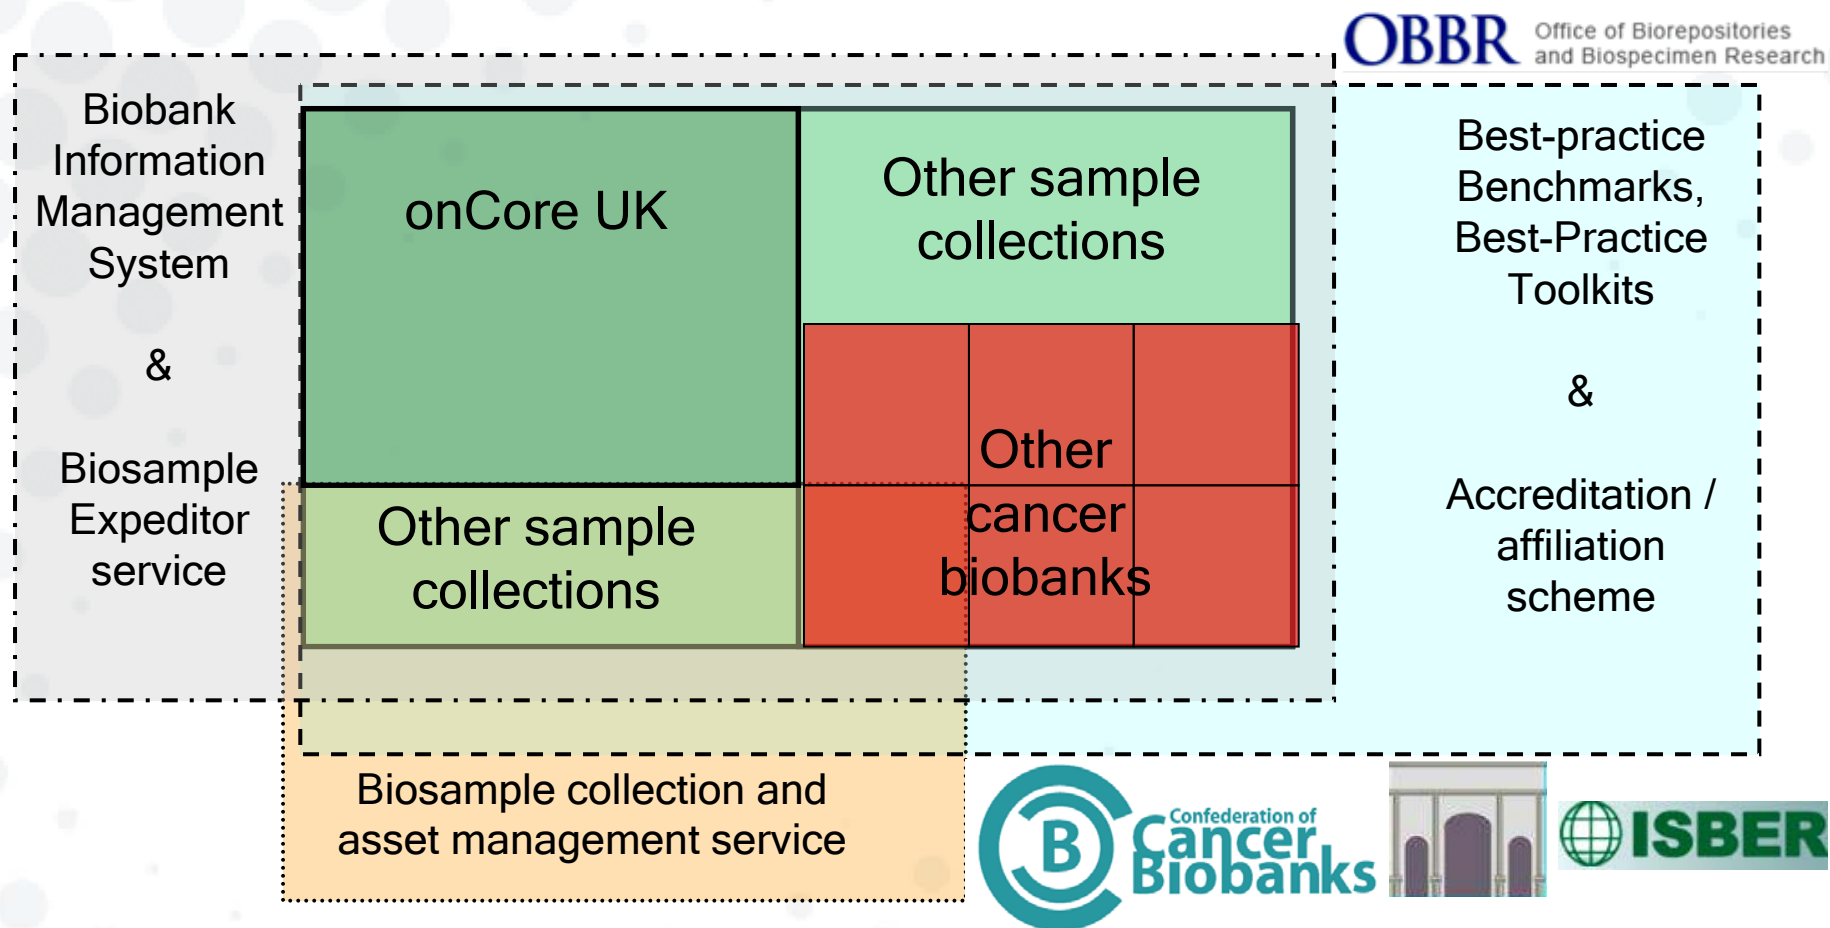 OBBR
Office of Biorepositories
and Biospecimen Research
Biobank
Information
Management
System
&
Biosample
Expeditor
service
onCore UK
Other sample
collections
Other sample
collections
Other
cancer
biobanks
Best-practice
Benchmarks,
Best-Practice
Toolkits
&
Accreditation /
affiliation
scheme
Biosample collection and
asset management service
B
Confederation of
Cancer
Biobanks
ISBER